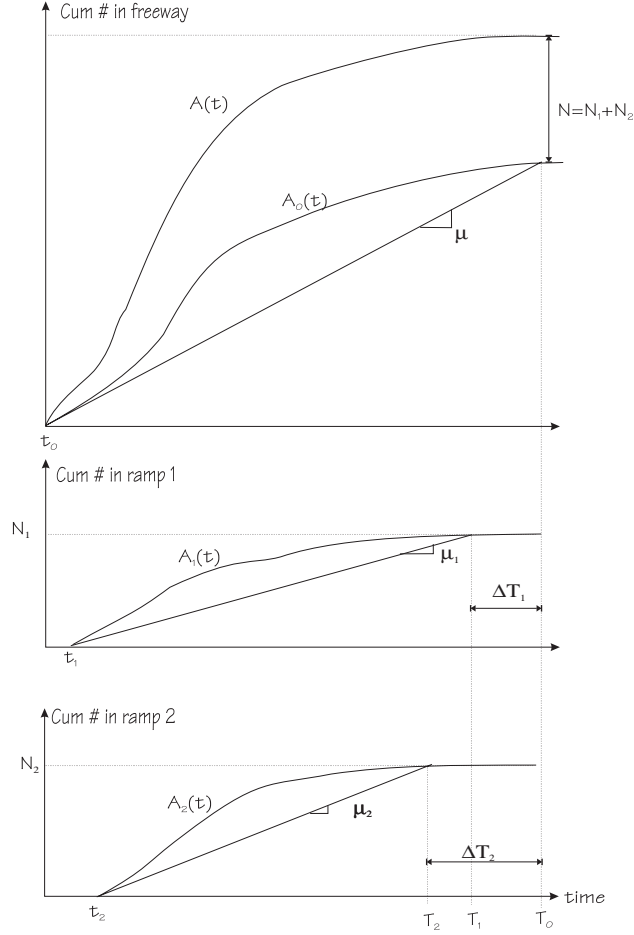 Cum # in freeway
A(t)
N=N₁+N₂
A₀(t)
μ
t₀
Cum # in ramp 1
N₁
A₁(t)
μ₁
ΔT₁
t₁
Cum # in ramp 2
N₂
A₂(t)
μ₂
ΔT₂
time
t₂
T₂ T₁ T₀